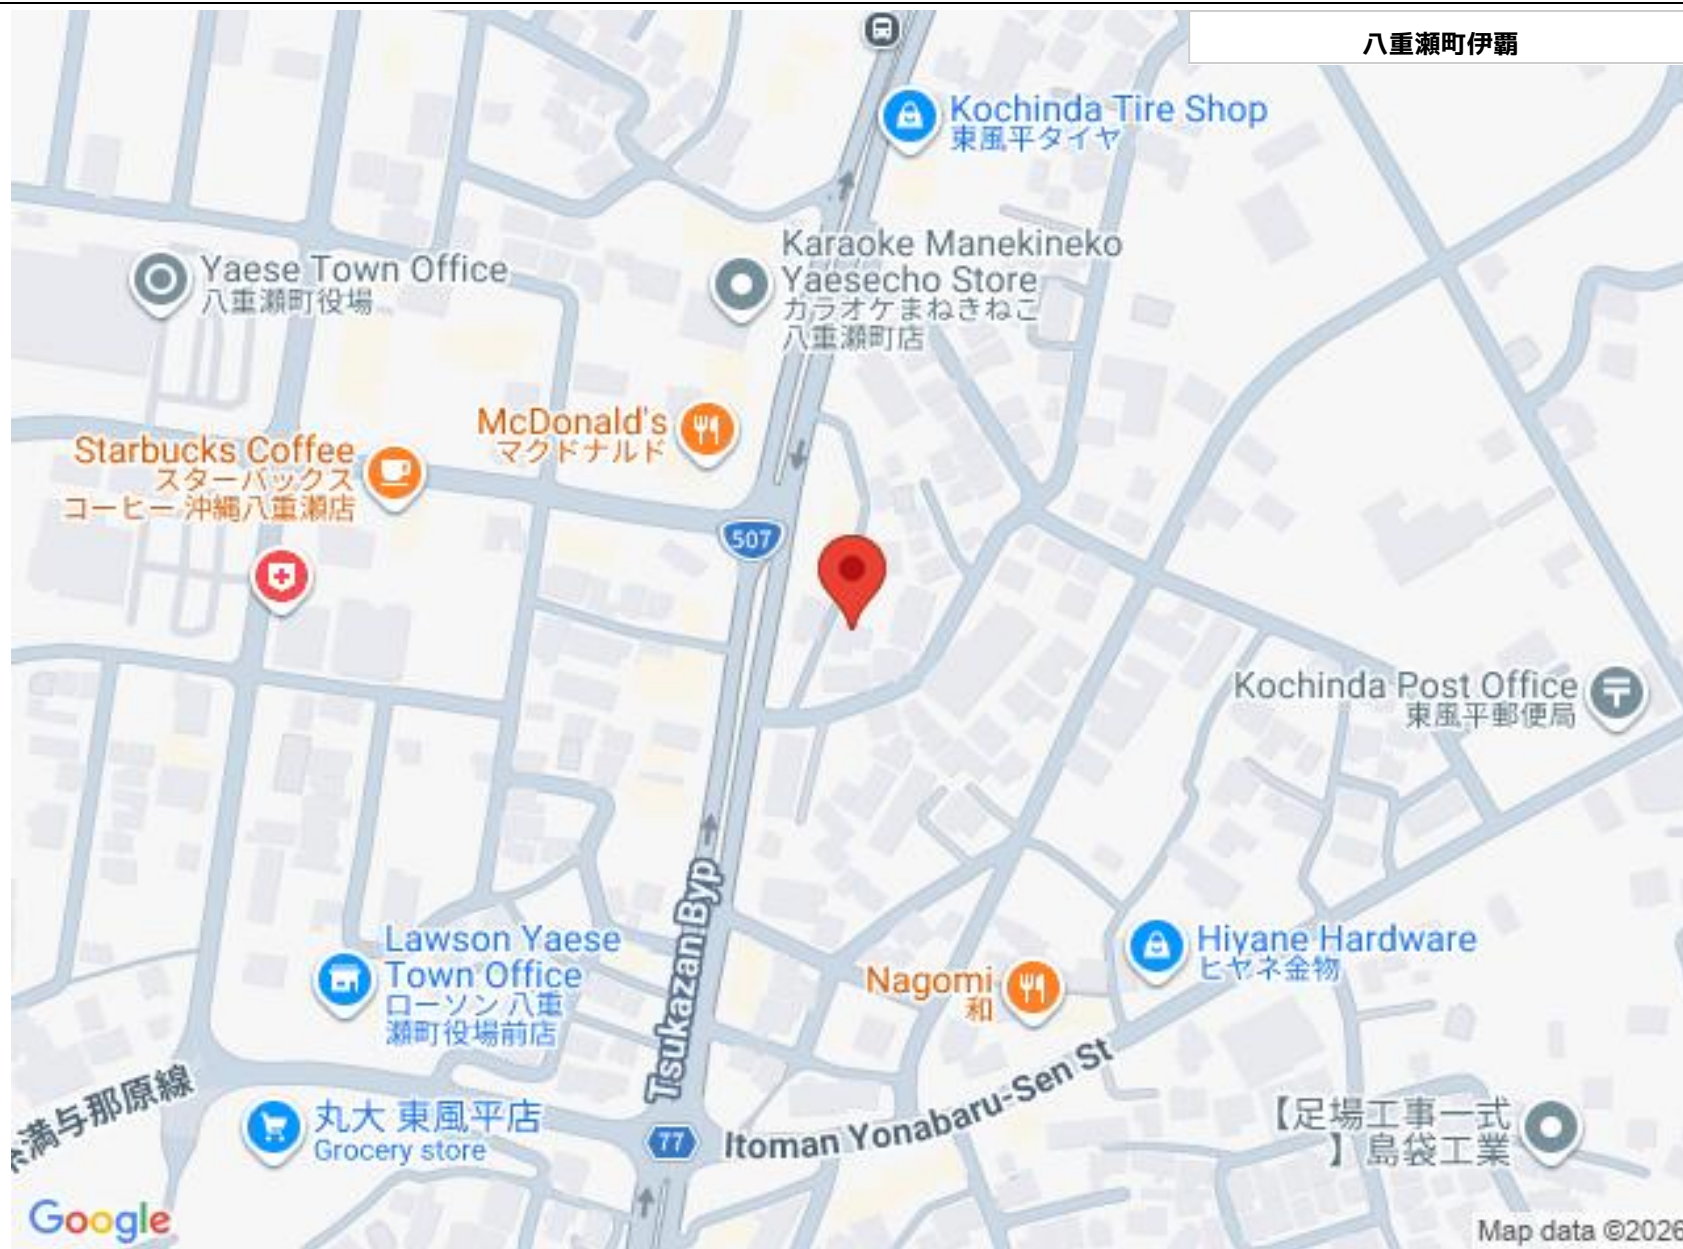 八重瀬町伊覇
Kochinda Tire Shop
東風平タイヤ
Yaese Town Office
八重瀬町役場
Karaoke Manekineko
Yaesecho Store
カラオケまねきねこ
八重瀬町店
McDonald's
マクドナルド
Starbucks Coffee
スターバックス
コーヒー 沖縄八重瀬店
507
Kochinda Post Office
東風平郵便局
Tsukazan Byp
Lawson Yaese
Town Office
ローソン 八重
瀬町役場前店
Hiyane Hardware
ヒヤネ金物
Nagomi
和
糸満与那原線
丸大 東風平店
Grocery store
77
Itoman Yonabaru-Sen St
【足場工事一式
】島袋工業
Google
Map data ©2026